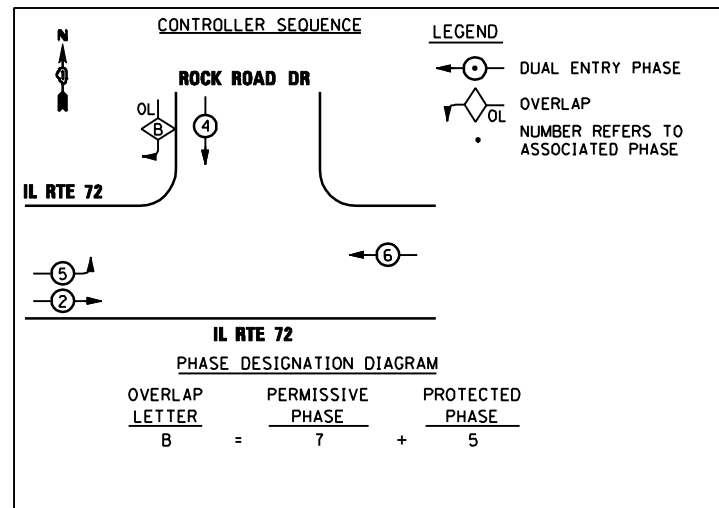 CONTROLLER SEQUENCE
LEGEND
N
DUAL ENTRY PHASE
OL
OVERLAP
NUMBER REFERS TO
ASSOCIATED PHASE
ROCK ROAD DR
OL
B
4
IL RTE 72
5
2
6
IL RTE 72
PHASE DESIGNATION DIAGRAM
OVERLAP PERMISSIVE PROTECTED
LETTER PHASE PHASE
B = 7 + 5